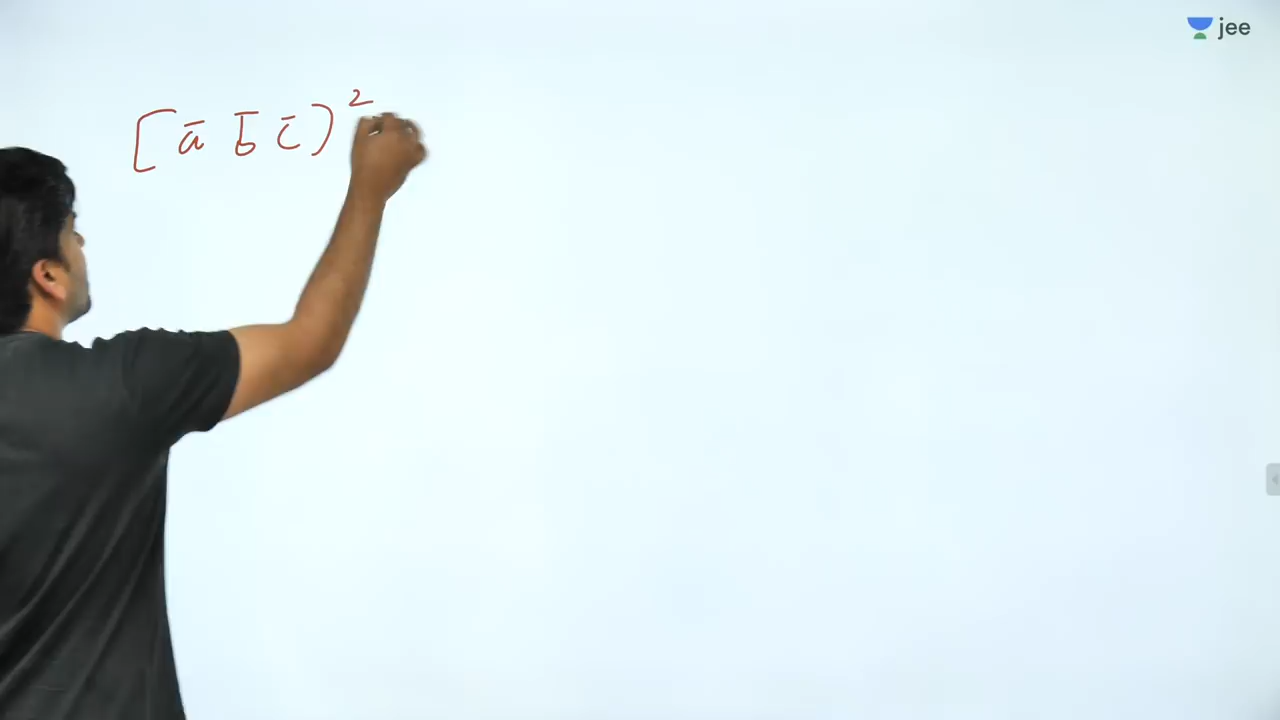 [ā b̄ c̄)²
jee